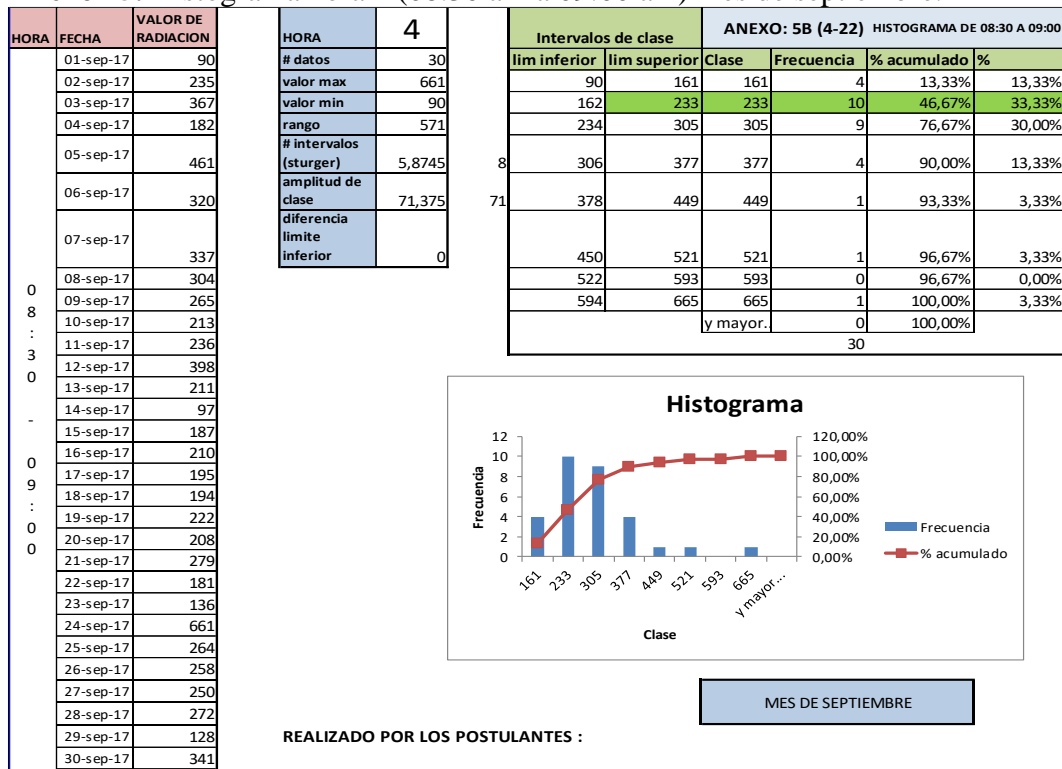 HORA FECHA VALOR DE RADIACION
01-sep-17 90
02-sep-17 235
03-sep-17 367
04-sep-17 182
05-sep-17 461
06-sep-17 320
07-sep-17 337
08-sep-17 304
09-sep-17 265
10-sep-17 213
11-sep-17 236
12-sep-17 398
13-sep-17 211
14-sep-17 97
15-sep-17 187
16-sep-17 210
17-sep-17 195
18-sep-17 194
19-sep-17 222
20-sep-17 208
21-sep-17 279
22-sep-17 181
23-sep-17 136
24-sep-17 661
25-sep-17 264
26-sep-17 258
27-sep-17 250
28-sep-17 272
29-sep-17 128
30-sep-17 341
08:30 - 09:00
HORA 4
# datos 30
valor max 661
valor min 90
rango 571
# intervalos (sturger) 5,8745 8
amplitud de clase 71,375 71
diferencia limite inferior 0
Intervalos de clase ANEXO: 5B (4-22) HISTOGRAMA DE 08:30 A 09:00
lim inferior lim superior Clase Frecuencia % acumulado %
90 161 161 4 13,33% 13,33%
162 233 233 10 46,67% 33,33%
234 305 305 9 76,67% 30,00%
306 377 377 4 90,00% 13,33%
378 449 449 1 93,33% 3,33%
450 521 521 1 96,67% 3,33%
522 593 593 0 96,67% 0,00%
594 665 665 1 100,00% 3,33%
y mayor.. 0 100,00%
30
Histograma
12
10
8
6
4
2
0
Frecuencia
120,00%
100,00%
80,00%
60,00%
40,00%
20,00%
0,00%
161 233 305 377 449 521 593 665 y mayor...
Clase
Frecuencia
% acumulado
MES DE SEPTIEMBRE
REALIZADO POR LOS POSTULANTES :